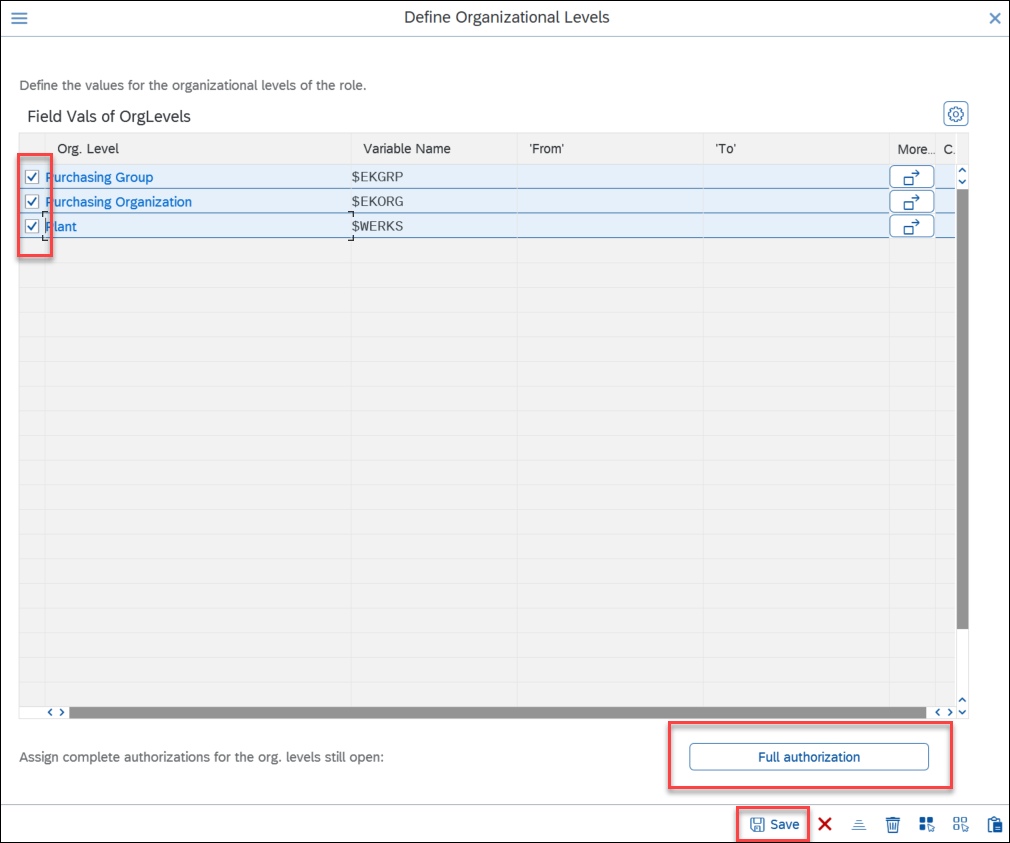 Define Organizational Levels
Define the values for the organizational levels of the role.
Field Vals of OrgLevels
Org. Level Variable Name 'From' 'To' More... C.
Purchasing Group $EKGRP
Purchasing Organization $EKORG
Plant $WERKS
Assign complete authorizations for the org. levels still open:
Full authorization
Save